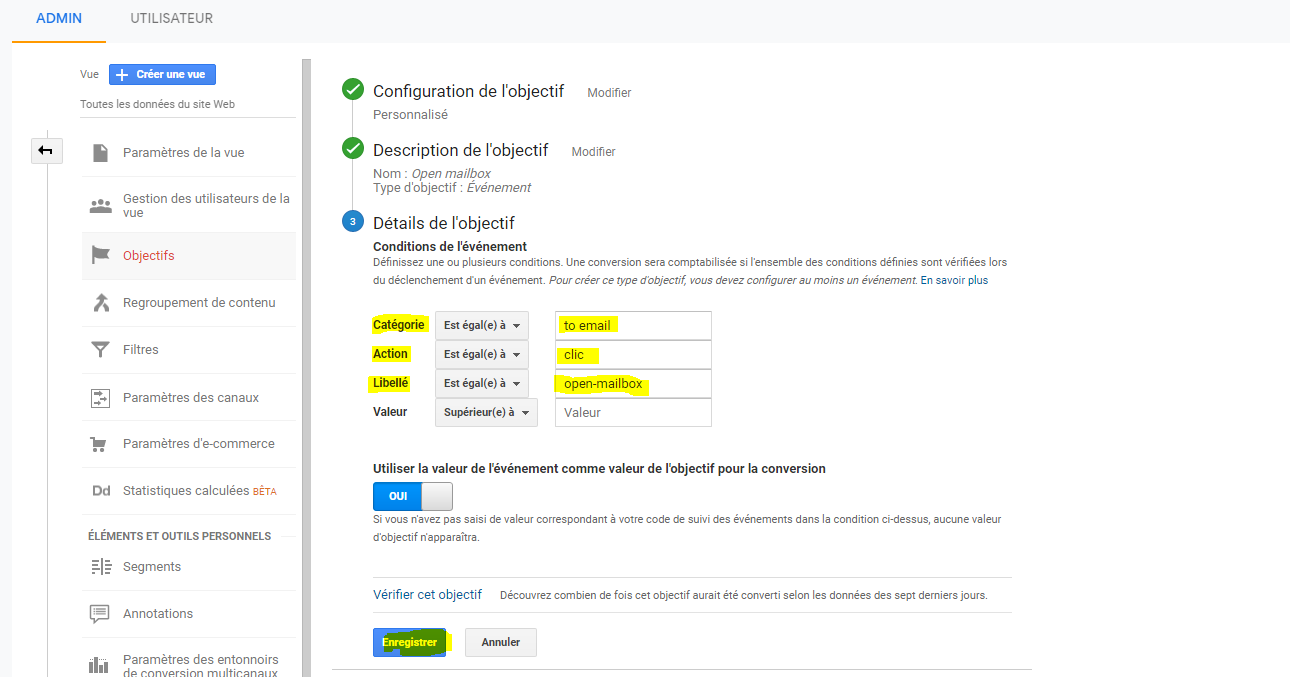 ADMIN
UTILISATEUR
Vue
Créer une vue
Toutes les données du site Web
Paramètres de la vue
Gestion des utilisateurs de la
vue
Objectifs
Regroupement de contenu
Filtres
Paramètres des canaux
Paramètres d'e-commerce
Dd Statistiques calculées BÊTA
ÉLÉMENTS ET OUTILS PERSONNELS
Segments
Annotations
Paramètres des entonnoirs
de conversion multicanaux
Configuration de l'objectif Modifier
Personnalisé
Description de l'objectif Modifier
Nom : Open mailbox
Type d'objectif : Événement
3 Détails de l'objectif
Conditions de l'événement
Définissez une ou plusieurs conditions. Une conversion sera comptabilisée si l'ensemble des conditions définies sont vérifiées lors
du déclenchement d'un événement. Pour créer ce type d'objectif, vous devez configurer au moins un événement. En savoir plus
Catégorie Est égal(e) à to email
Action Est égal(e) à clic
Libellé Est égal(e) à open-mailbox
Valeur Supérieur(e) à Valeur
Utiliser la valeur de l'événement comme valeur de l'objectif pour la conversion
OUI
Si vous n'avez pas saisi de valeur correspondant à votre code de suivi des événements dans la condition ci-dessus, aucune valeur
d'objectif n'apparaîtra.
Vérifier cet objectif Découvrez combien de fois cet objectif aurait été converti selon les données des sept derniers jours.
Enregistrer Annuler